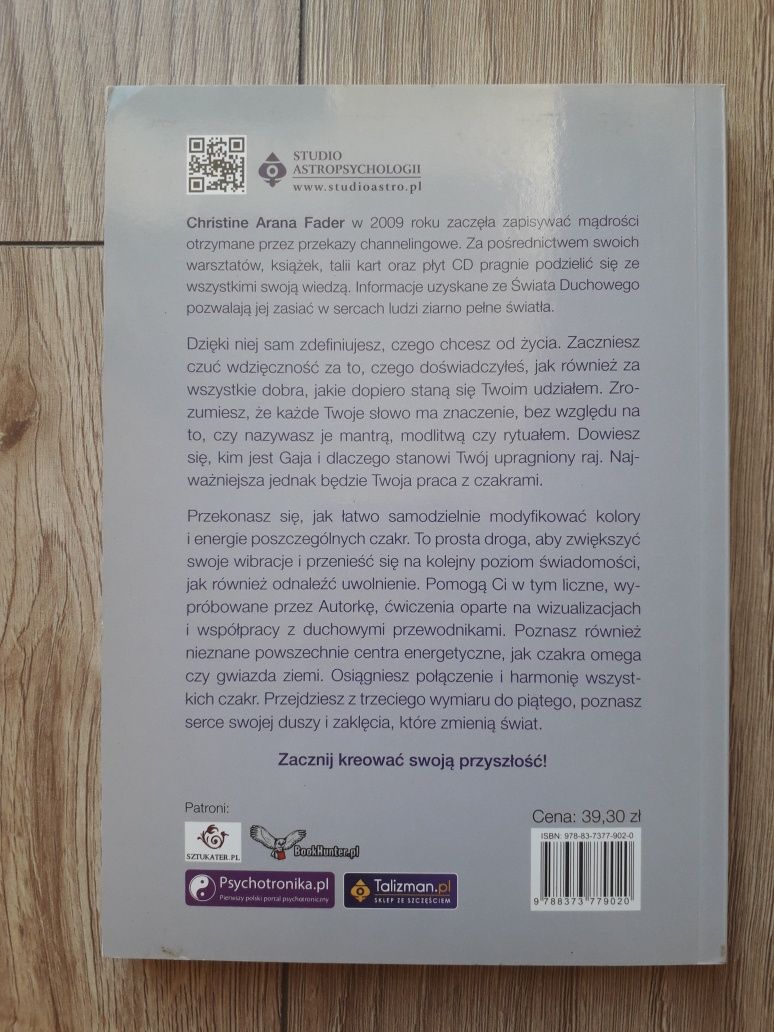 STUDIO
ASTROPSYCHOLOGII
www.studioastro.pl
Christine Arana Fader w 2009 roku zaczęła zapisywać mądrości
otrzymane przez przekazy channelingowe. Za pośrednictwem swoich
warsztatów, książek, talii kart oraz płyt CD pragnie podzielić się ze
wszystkimi swoją wiedzą. Informacje uzyskane ze Świata Duchowego
pozwalają jej zasiać w sercach ludzi ziarno pełne światła.
Dzięki niej sam zdefiniujesz, czego chcesz od życia. Zaczniesz
czuć wdzięczność za to, czego doświadczyłeś, jak również za
wszystkie dobra, jakie dopiero staną się Twoim udziałem. Zro-
zumiesz, że każde Twoje słowo ma znaczenie, bez względu na
to, czy nazywasz je mantrą, modlitwą czy rytuałem. Dowiesz
się, kim jest Gaja i dlaczego stanowi Twój upragniony raj. Naj-
ważniejsza jednak będzie Twoja praca z czakrami.
Przekonasz się, jak łatwo samodzielnie modyfikować kolory
i energie poszczególnych czakr. To prosta droga, aby zwiększyć
swoje wibracje i przenieść się na kolejny poziom świadomości,
jak również odnaleźć uwolnienie. Pomogą Ci w tym liczne, wy-
próbowane przez Autorkę, ćwiczenia oparte na wizualizacjach
i współpracy z duchowymi przewodnikami. Poznasz również
nieznane powszechnie centra energetyczne, jak czakra omega
czy gwiazda ziemi. Osiągniesz połączenie i harmonię wszyst-
kich czakr. Przejdziesz z trzeciego wymiaru do piątego, poznasz
serce swojej duszy i zaklęcia, które zmienią świat.
Zacznij kreować swoją przyszłość!
Patroni:
Cena: 39,30 zł
SZTUKATER.PL
BookHunter.pl
ISBN: 978-83-7377-902-0
Psychotronika.pl
Pierwszy polski portal psychotroniczny
Talizman.pl
SKLEP ZE SZCZĘŚCIEM
9 788373 779020